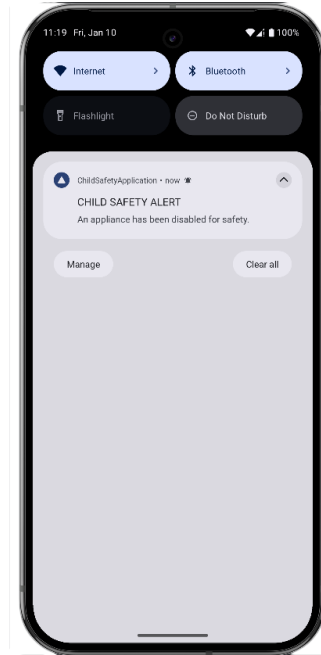 11:19 Fri, Jan 10 100%
Internet Bluetooth
Flashlight Do Not Disturb
ChildSafetyApplication • now
CHILD SAFETY ALERT
An appliance has been disabled for safety.
Manage Clear all